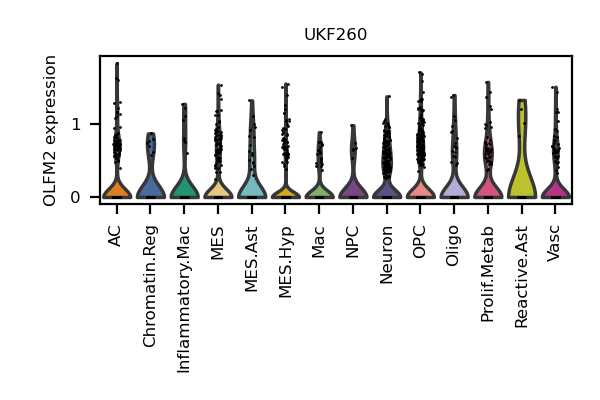 UKF260
OLFM2 expression
1
0
AC
Chromatin.Reg
Inflammatory.Mac
MES
MES.Ast
MES.Hyp
Mac
NPC
Neuron
OPC
Oligo
Prolif.Metab
Reactive.Ast
Vasc